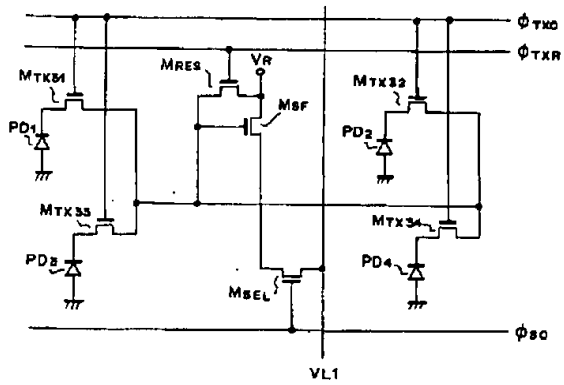 ΦTXO
ΦTXR
MTX31
MRES
VR
MTX32
PD1
MSF
PD2
MTX33
MTX34
PD3
PD4
MSEL
ΦSO
VL1